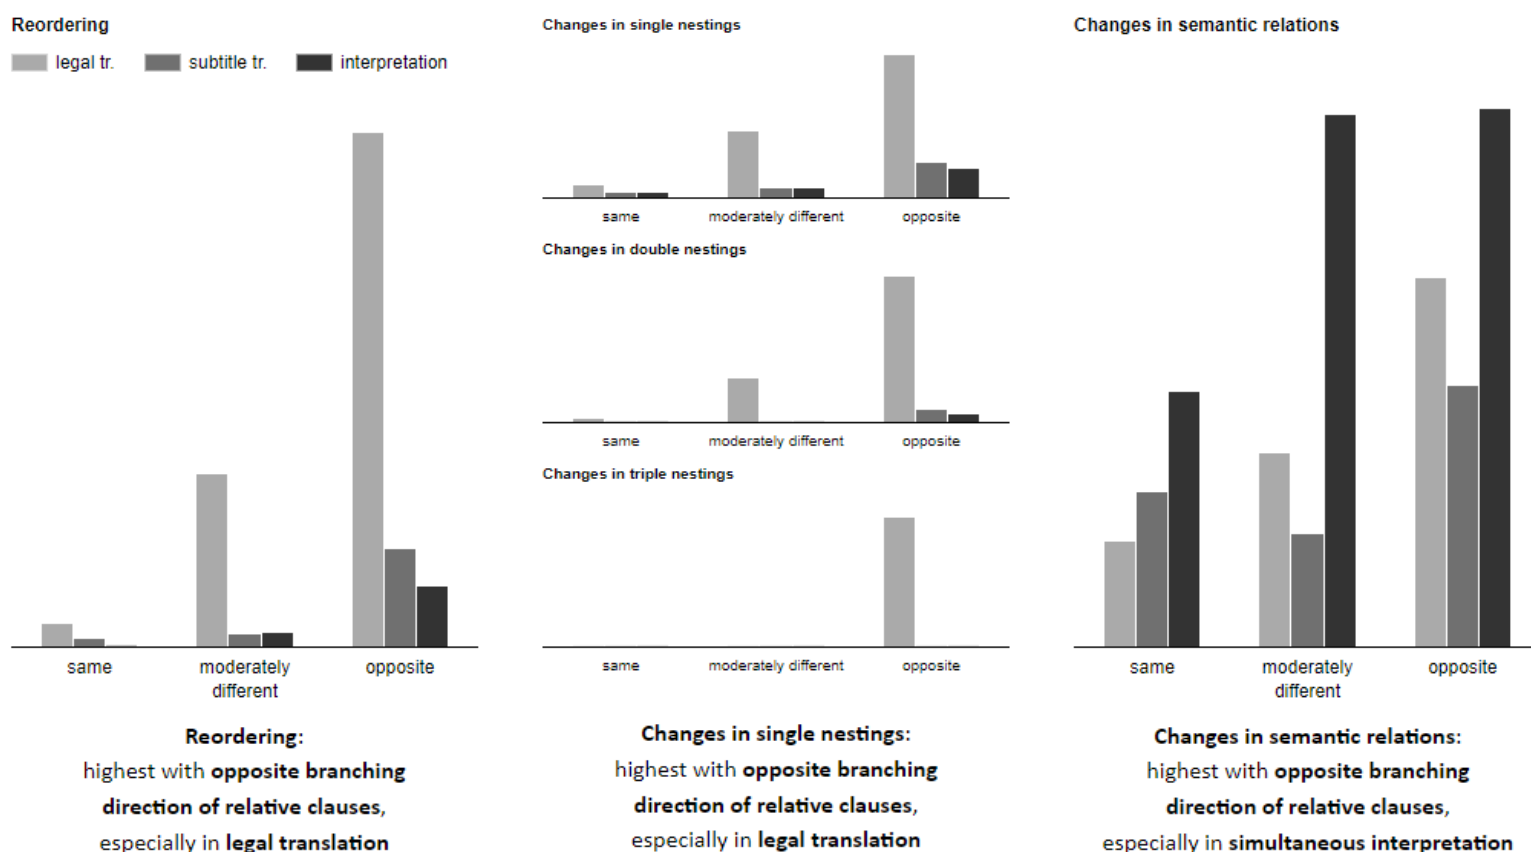 Reordering
legal tr. subtitle tr. interpretation
same moderately different opposite
Reordering:
highest with opposite branching
direction of relative clauses,
especially in legal translation
Changes in single nestings
same moderately different opposite
Changes in double nestings
same moderately different opposite
Changes in triple nestings
same moderately different opposite
Changes in single nestings:
highest with opposite branching
direction of relative clauses,
especially in legal translation
Changes in semantic relations
same moderately different opposite
Changes in semantic relations:
highest with opposite branching
direction of relative clauses,
especially in simultaneous interpretation